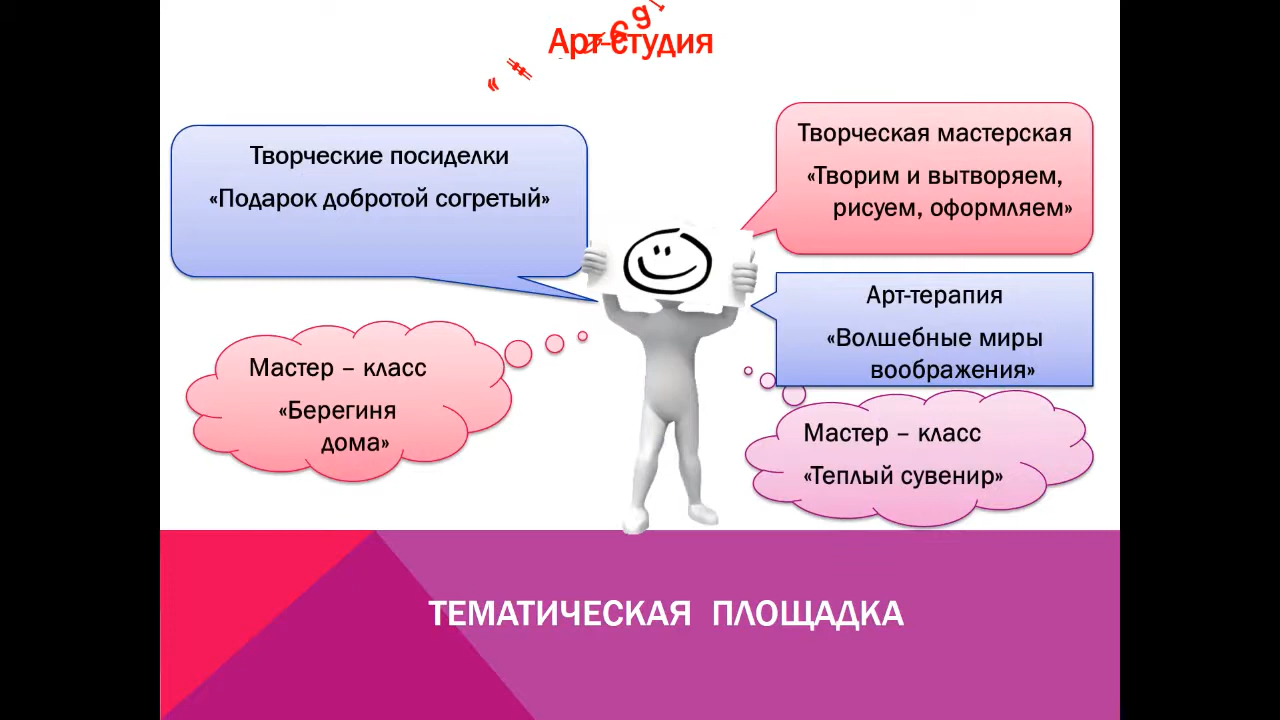 Арт-студия
Творческие посиделки
«Подарок добротой согретый»
Творческая мастерская
«Творим и вытворяем,
рисуем, оформляем»
Арт-терапия
«Волшебные миры
воображения»
Мастер – класс
«Берегиня
дома»
Мастер – класс
«Теплый сувенир»
ТЕМАТИЧЕСКАЯ ПЛОЩАДКА